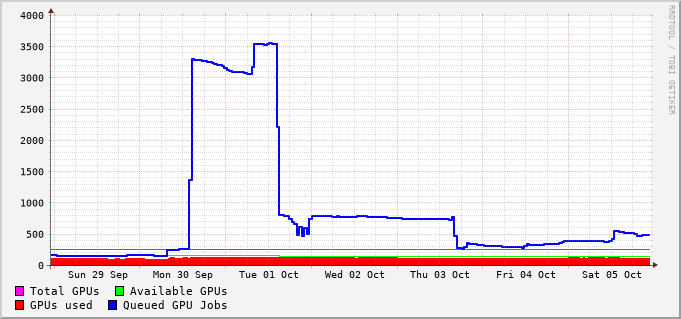 4000
3500
3000
2500
2000
1500
1000
500
0
Sun 29 Sep Mon 30 Sep Tue 01 Oct Wed 02 Oct Thu 03 Oct Fri 04 Oct Sat 05 Oct
Total GPUs Available GPUs
GPUs used Queued GPU Jobs
RRDTOOL / TOBI OETIKER